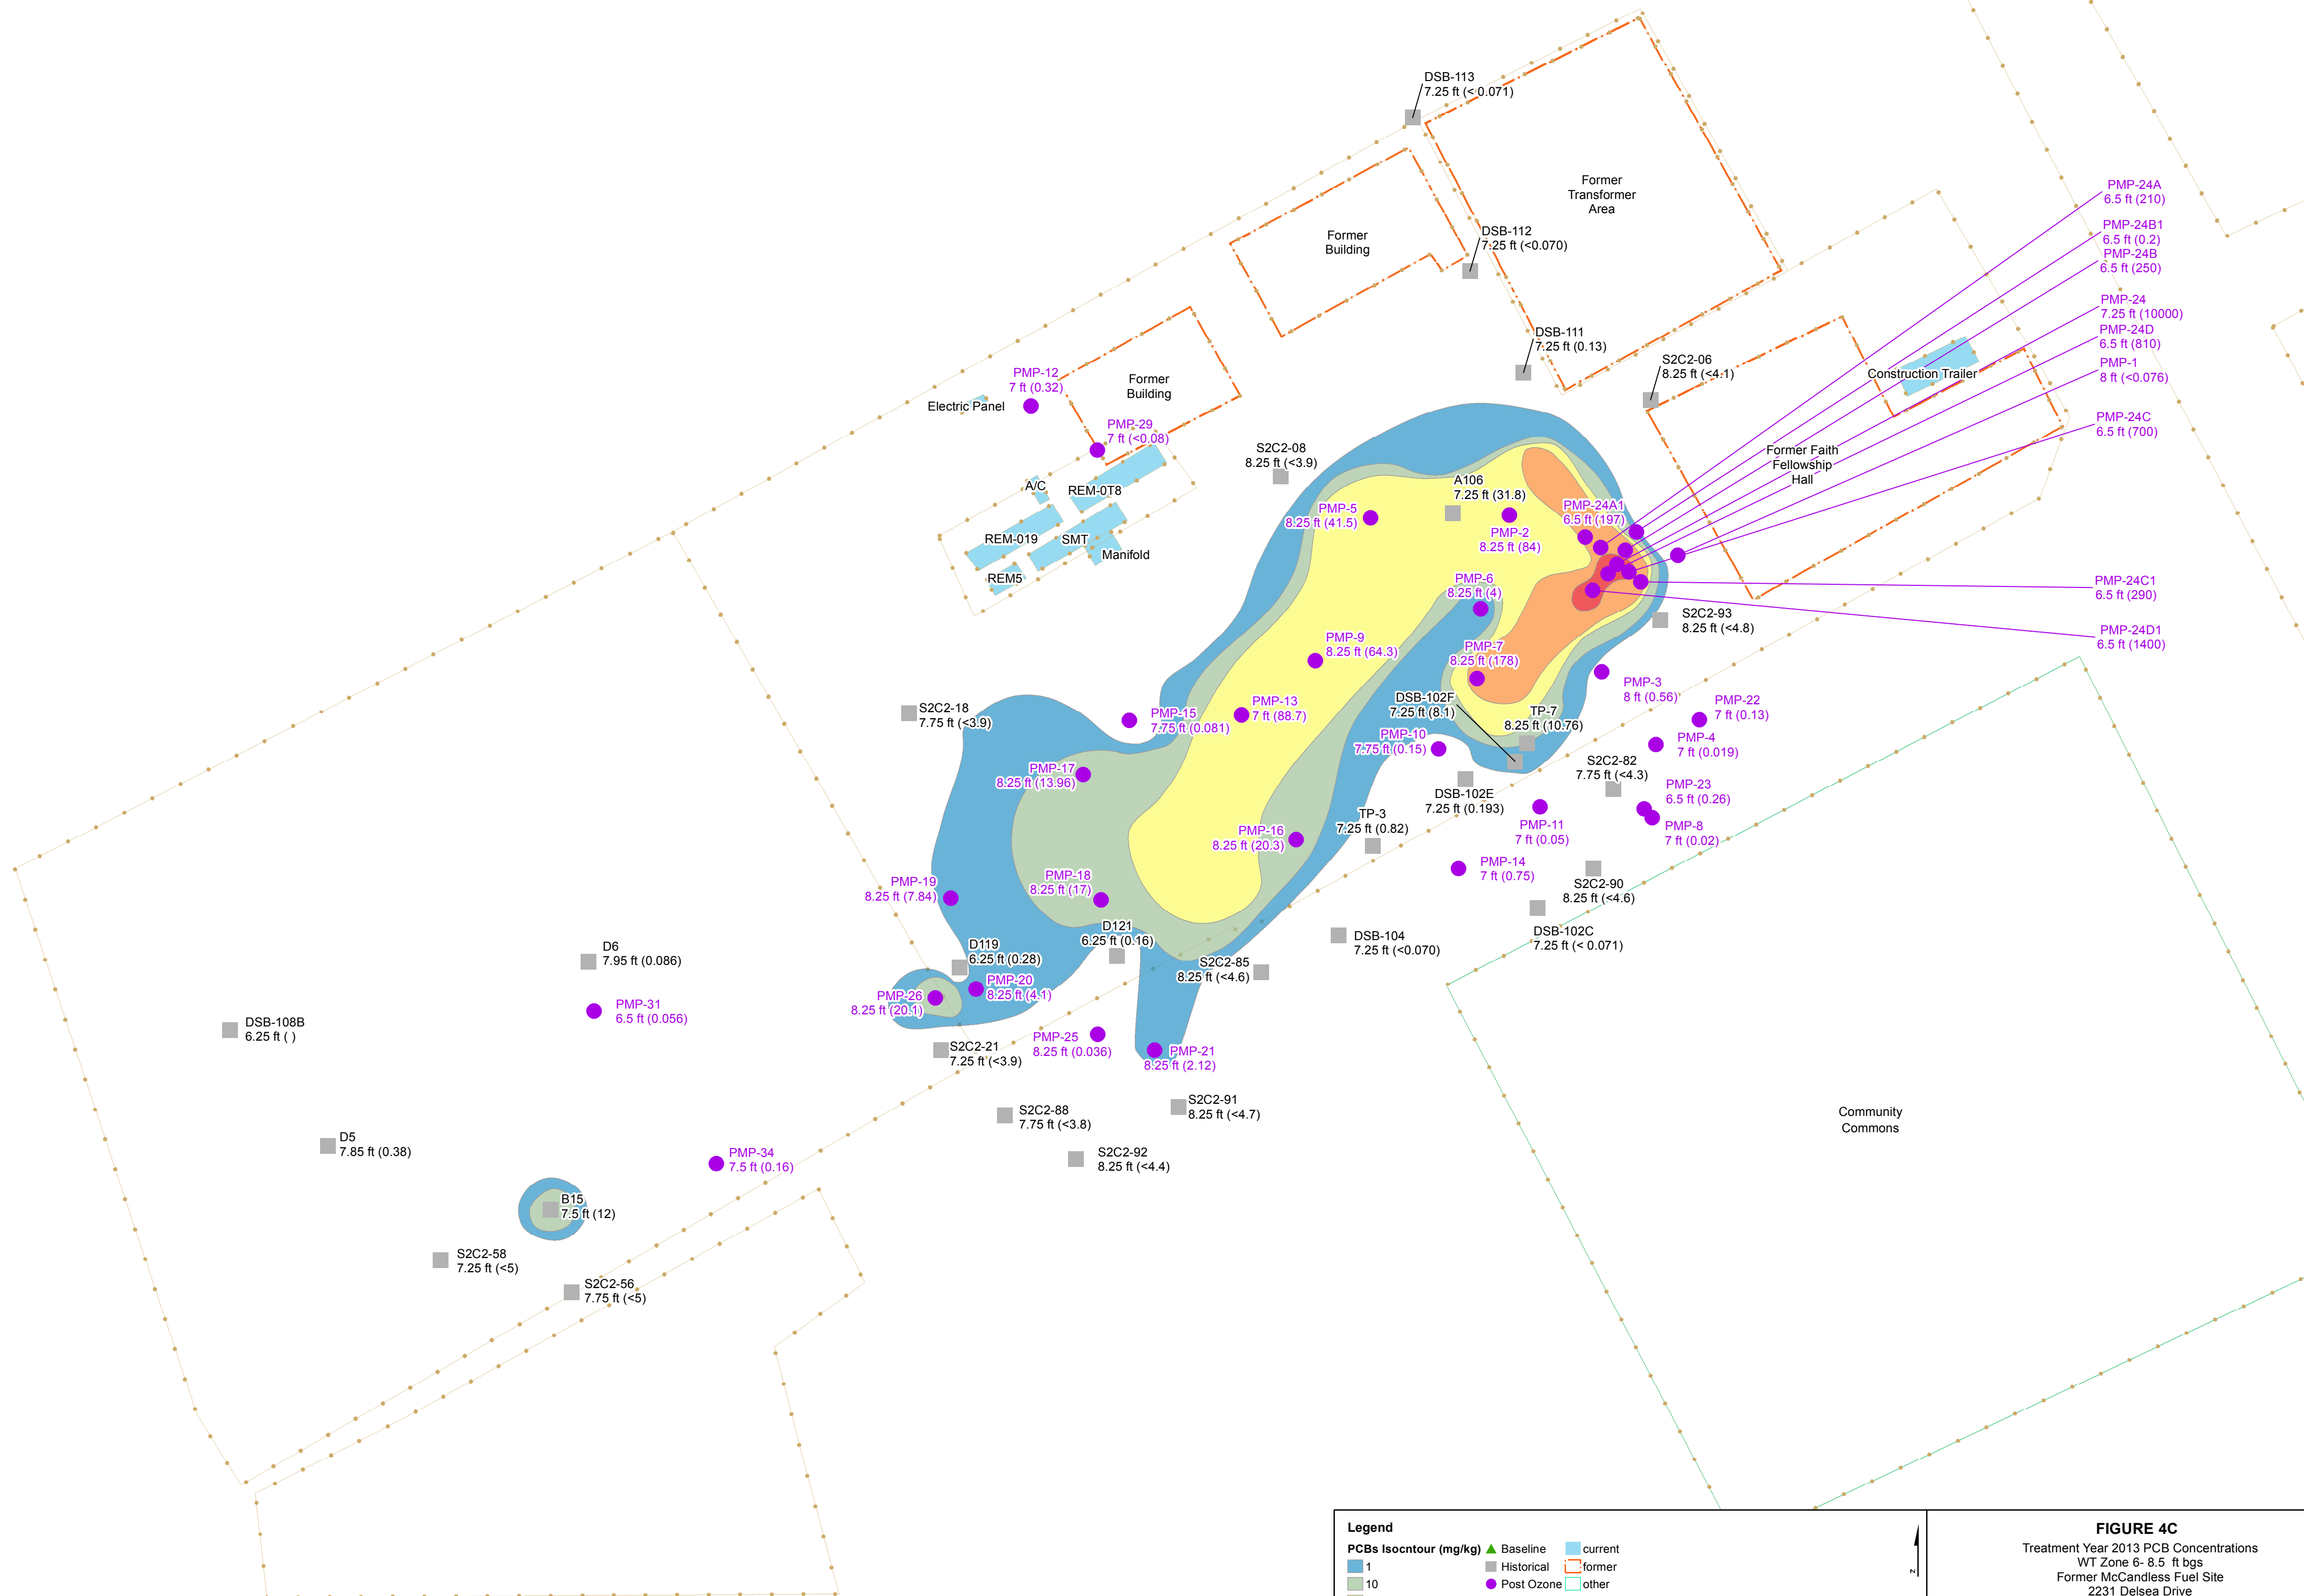 DSB-113
7.25 ft (< 0.071)
Former
Transformer
Area
PMP-24A
6.5 ft (210)
DSB-112
7.25 ft (<0.070)
Former
Building
PMP-24B1
6.5 ft (0.2)
PMP-24B
6.5 ft (250)
PMP-24
7.25 ft (10000)
PMP-24D
6.5 ft (810)
DSB-111
7.25 ft (0.13)
S2C2-06
8.25 ft (<4.1)
Construction Trailer
PMP-1
8 ft (<0.076)
PMP-12
7 ft (0.32)
Former
Building
Electric Panel
PMP-24C
6.5 ft (700)
PMP-29
7 ft (<0.08)
S2C2-08
8.25 ft (<3.9)
Former Faith
Fellowship
Hall
A/C
REM-0T8
A106
7.25 ft (31.8)
PMP-5
8.25 ft (41.5)
PMP-24A1
6.5 ft (197)
PMP-2
8.25 ft (84)
REM-019
SMT
Manifold
REM5
PMP-6
8.25 ft (4)
PMP-24C1
6.5 ft (290)
S2C2-93
8.25 ft (<4.8)
PMP-24D1
6.5 ft (1400)
PMP-9
8.25 ft (64.3)
PMP-7
8.25 ft (178)
PMP-3
8 ft (0.56)
DSB-102F
7.25 ft (8.1)
PMP-22
7 ft (0.13)
S2C2-18
7.75 ft (<3.9)
PMP-15
7.75 ft (0.081)
PMP-13
7 ft (88.7)
TP-7
8.25 ft (10.76)
PMP-10
7.75 ft (0.15)
PMP-4
7 ft (0.019)
PMP-17
8.25 ft (13.96)
S2C2-82
7.75 ft (<4.3)
DSB-102E
7.25 ft (0.193)
PMP-23
6.5 ft (0.26)
TP-3
7.25 ft (0.82)
PMP-16
8.25 ft (20.3)
PMP-11
7 ft (0.05)
PMP-8
7 ft (0.02)
PMP-14
7 ft (0.75)
PMP-19
8.25 ft (7.84)
PMP-18
8.25 ft (17)
S2C2-90
8.25 ft (<4.6)
D121
6.25 ft (0.16)
DSB-104
7.25 ft (<0.070)
DSB-102C
7.25 ft (< 0.071)
D6
7.95 ft (0.086)
D119
6.25 ft (0.28)
S2C2-85
8.25 ft (<4.6)
PMP-20
8.25 ft (4.1)
PMP-26
8.25 ft (20.1)
PMP-31
6.5 ft (0.056)
DSB-108B
6.25 ft ( )
S2C2-21
7.25 ft (<3.9)
PMP-25
8.25 ft (0.036)
PMP-21
8.25 ft (2.12)
S2C2-91
8.25 ft (<4.7)
S2C2-88
7.75 ft (<3.8)
Community
Commons
D5
7.85 ft (0.38)
PMP-34
7.5 ft (0.16)
S2C2-92
8.25 ft (<4.4)
B15
7.5 ft (12)
S2C2-58
7.25 ft (<5)
S2C2-56
7.75 ft (<5)
Legend
PCBs Isocntour (mg/kg)
1
10
Baseline
Historical
Post Ozone
current
former
other
N
FIGURE 4C
Treatment Year 2013 PCB Concentrations
WT Zone 6- 8.5 ft bgs
Former McCandless Fuel Site
2231 Delsea Drive